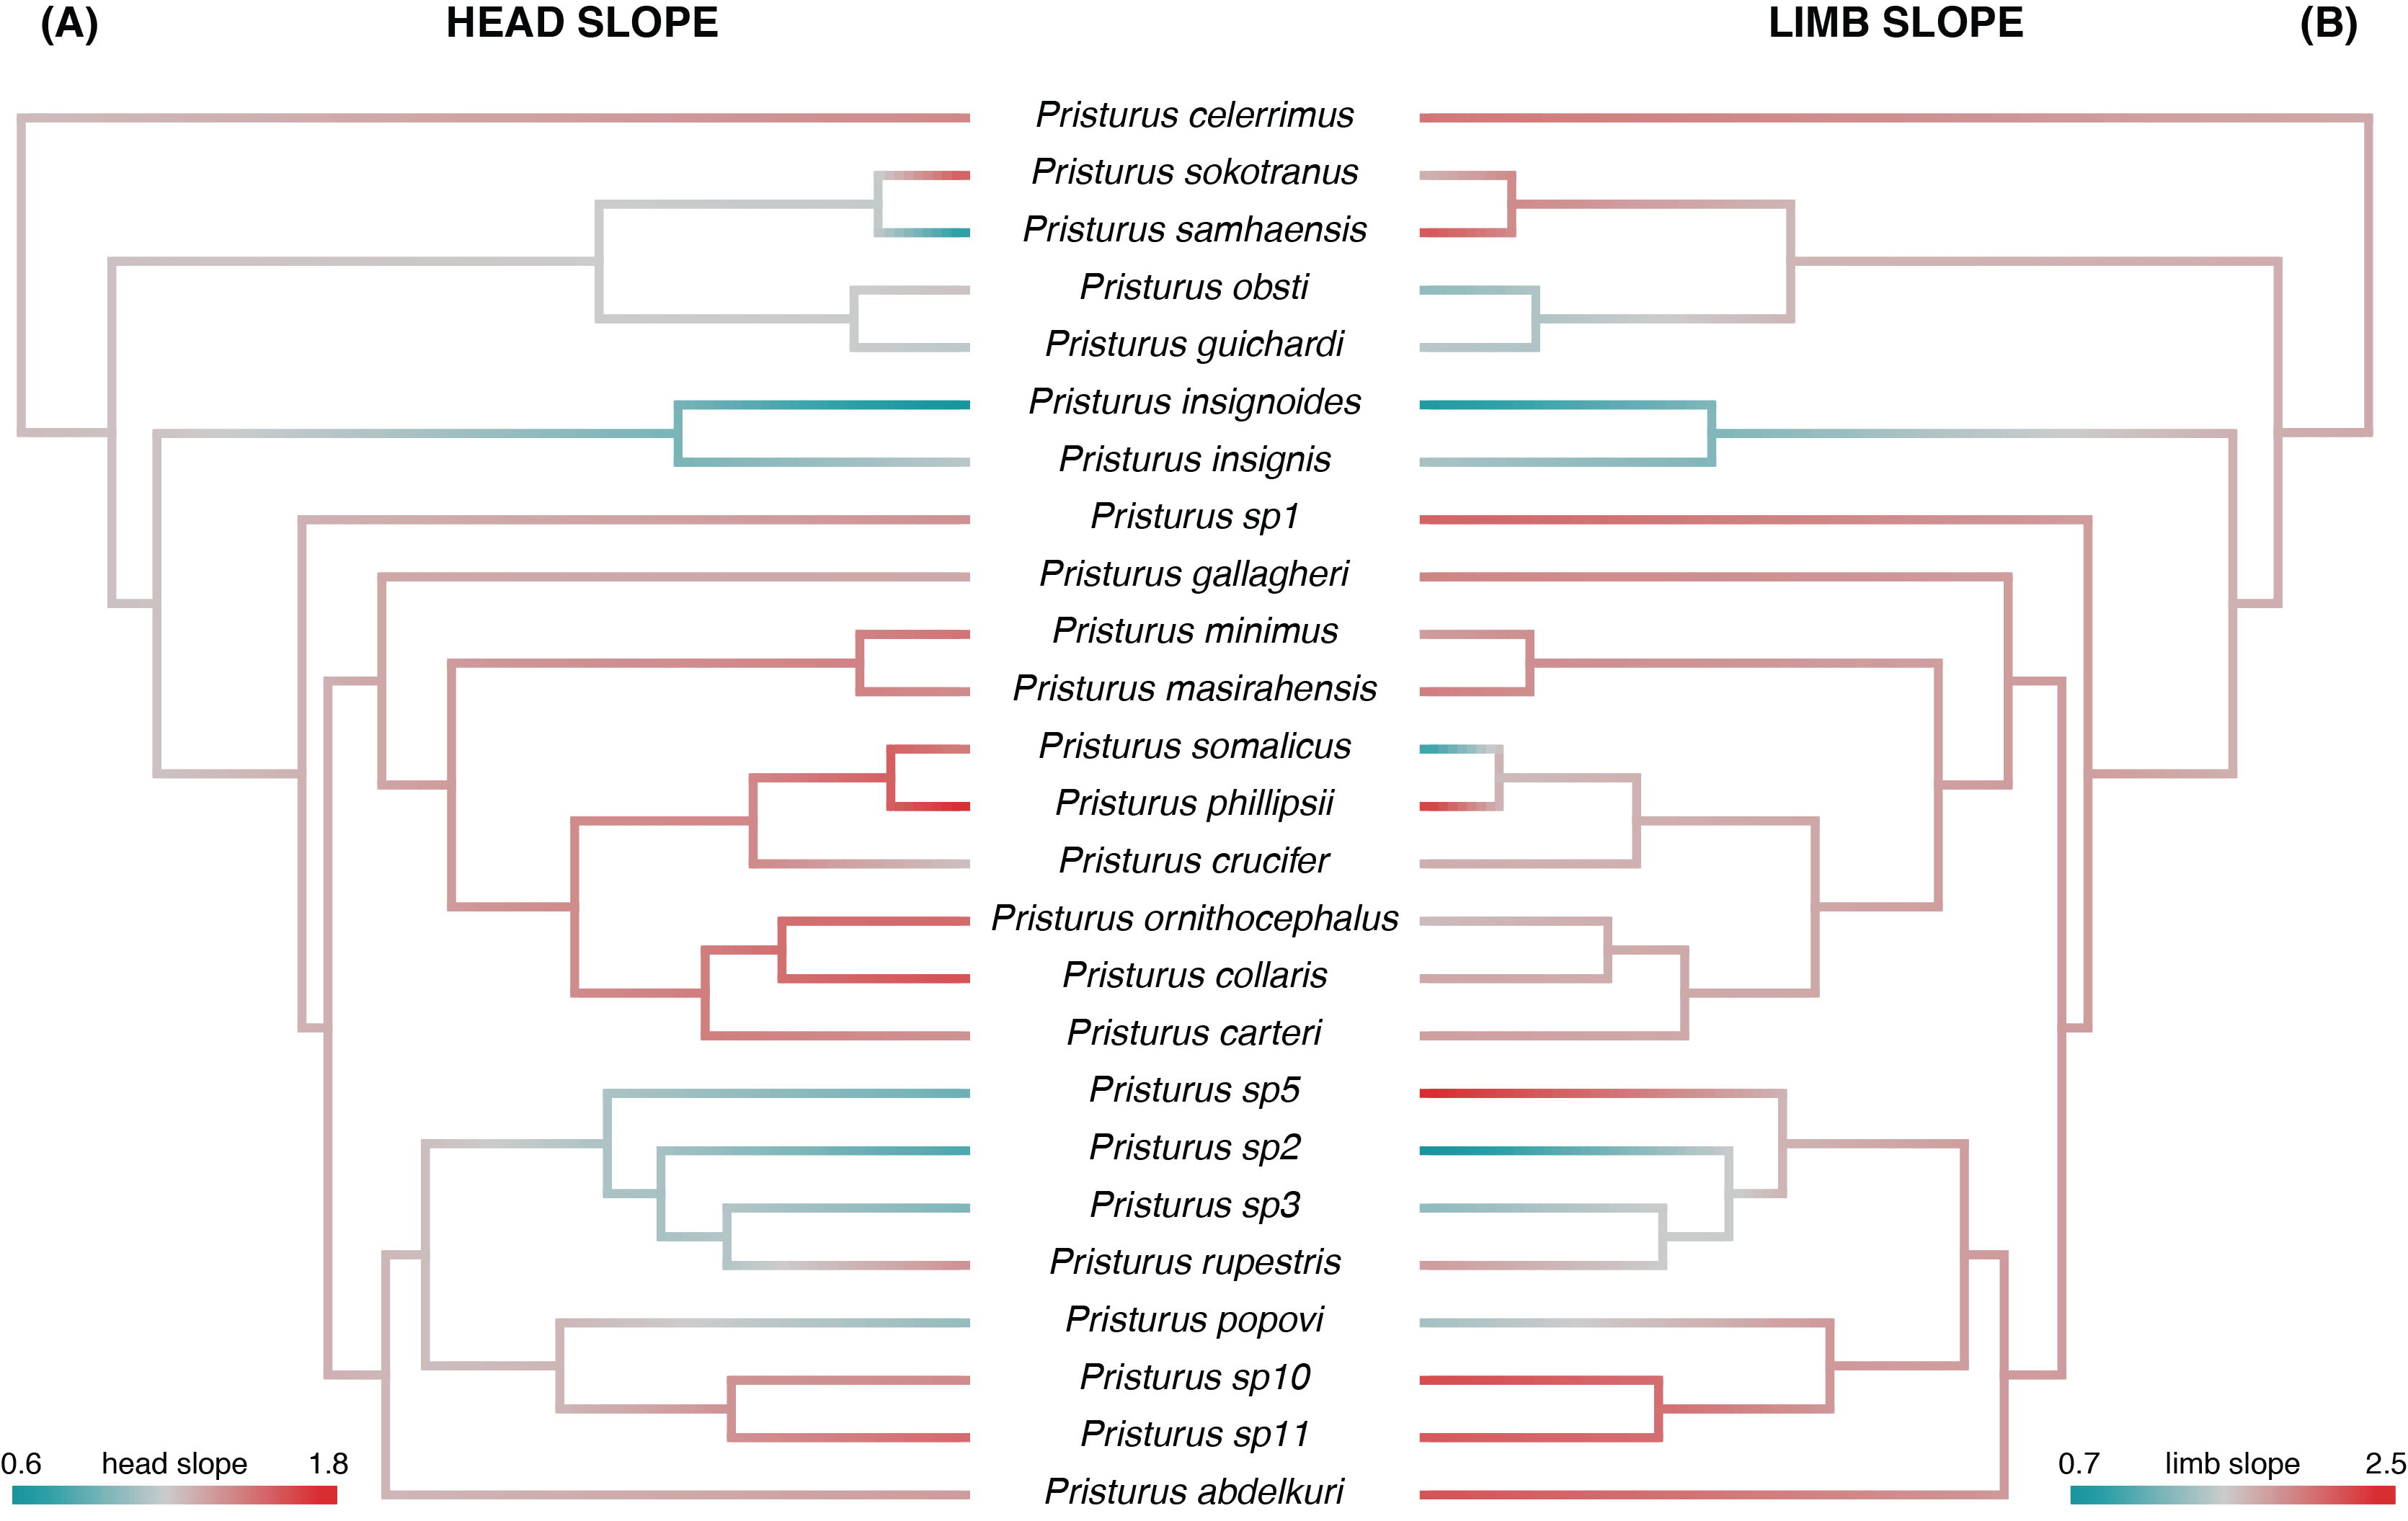 (A) HEAD SLOPE LIMB SLOPE (B)
Pristurus celerrimus
Pristurus sokotranus
Pristurus samhaensis
Pristurus obsti
Pristurus guichardi
Pristurus insignoides
Pristurus insignis
Pristurus sp1
Pristurus gallagheri
Pristurus minimus
Pristurus masirahensis
Pristurus somalicus
Pristurus phillipsii
Pristurus crucifer
Pristurus ornithocephalus
Pristurus collaris
Pristurus carteri
Pristurus sp5
Pristurus sp2
Pristurus sp3
Pristurus rupestris
Pristurus popovi
Pristurus sp10
Pristurus sp11
Pristurus abdelkuri
0.6 head slope 1.8
0.7 limb slope 2.5